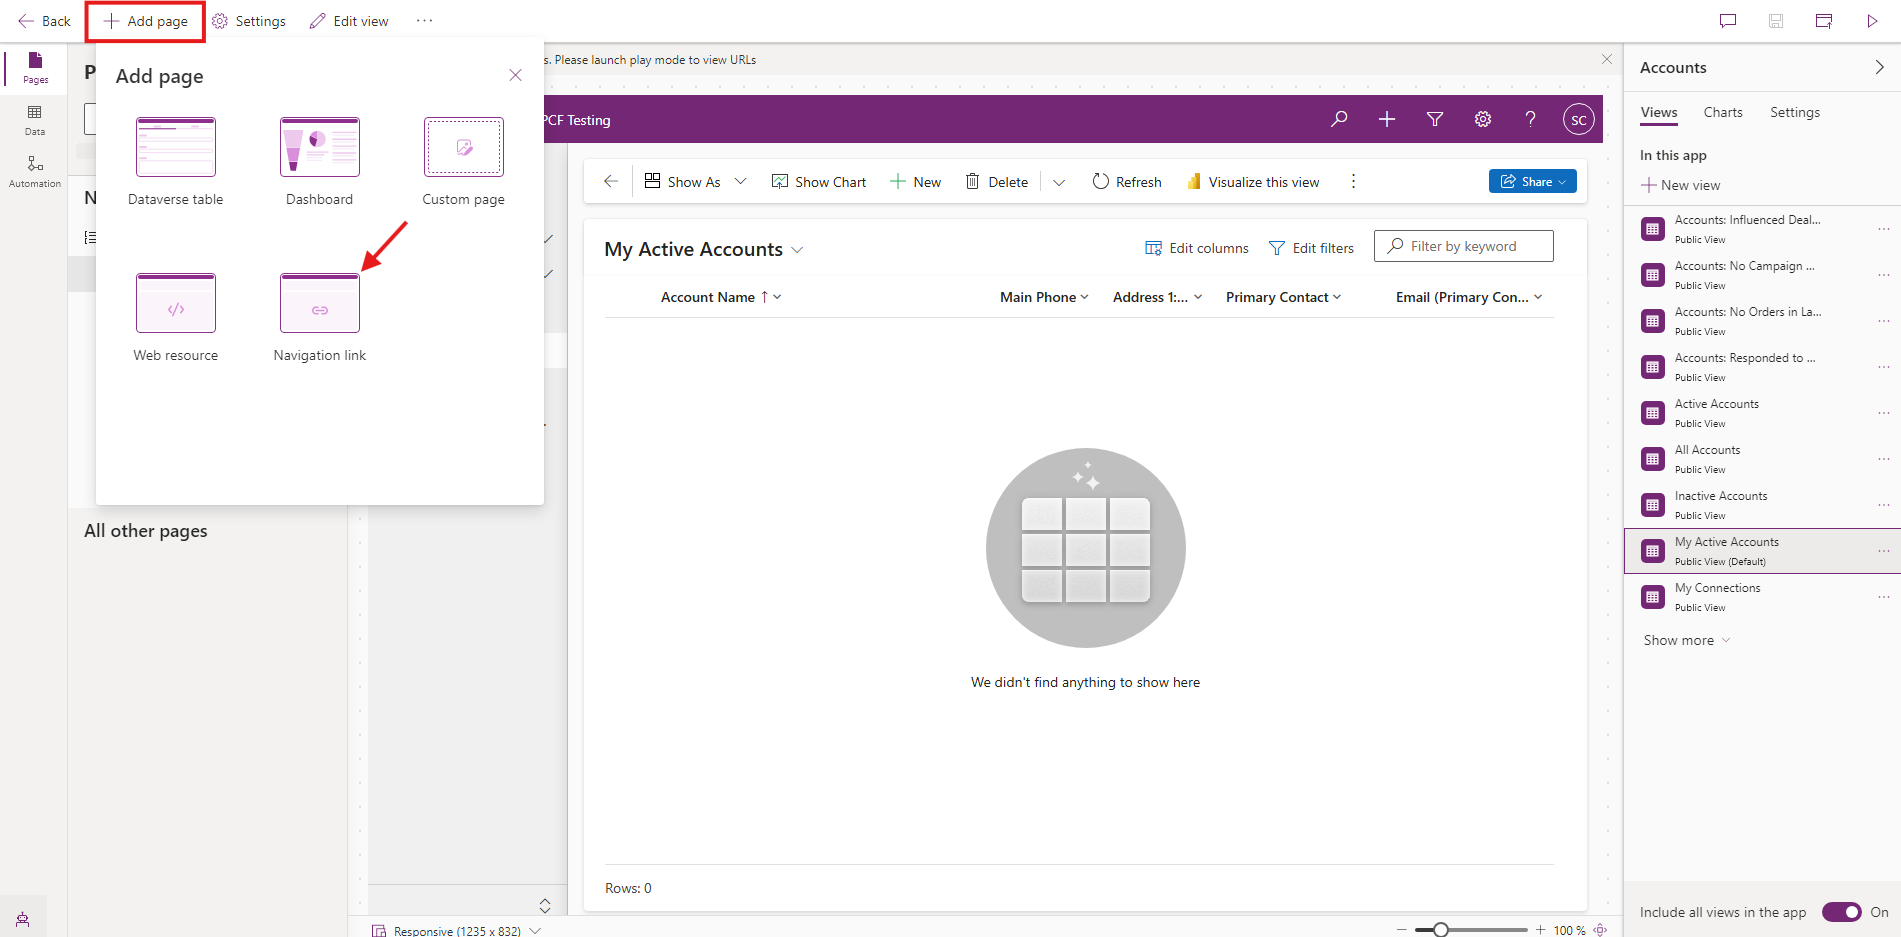 Back
Add page
Settings
Edit view
Pages
Data
Automation
Add page
Dataverse table
Dashboard
Custom page
Web resource
Navigation link
All other pages
Please launch play mode to view URLs
PCF Testing
SC
Show As
Show Chart
New
Delete
Refresh
Visualize this view
Share
My Active Accounts
Edit columns
Edit filters
Filter by keyword
Account Name
Main Phone
Address 1:...
Primary Contact
Email (Primary Con...
We didn't find anything to show here
Rows: 0
Responsive (1235 x 832)
100 %
Accounts
Views
Charts
Settings
In this app
New view
Accounts: Influenced Deal...
Public View
Accounts: No Campaign ...
Public View
Accounts: No Orders in La...
Public View
Accounts: Responded to ...
Public View
Active Accounts
Public View
All Accounts
Public View
Inactive Accounts
Public View
My Active Accounts
Public View (Default)
My Connections
Public View
Show more
Include all views in the app
On